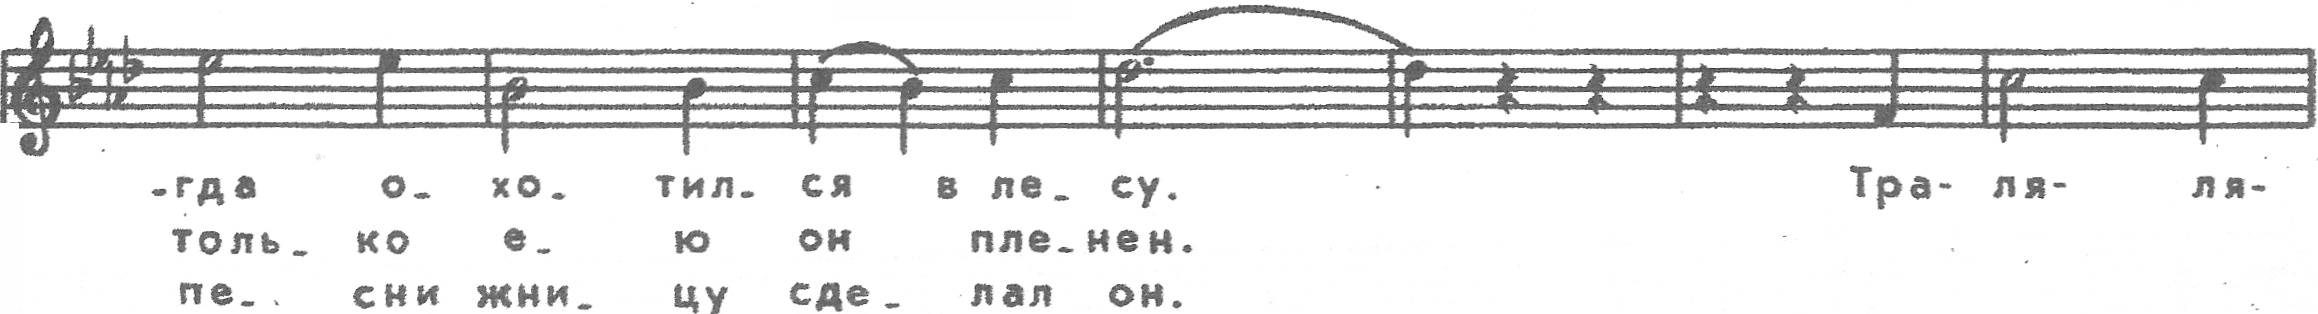 -гда о- хо- тил- ся в ле- су. Тра- ля- ля-
толь- ко е- ю он пле-нен.
пе- сни жни- цу сде- лал он.